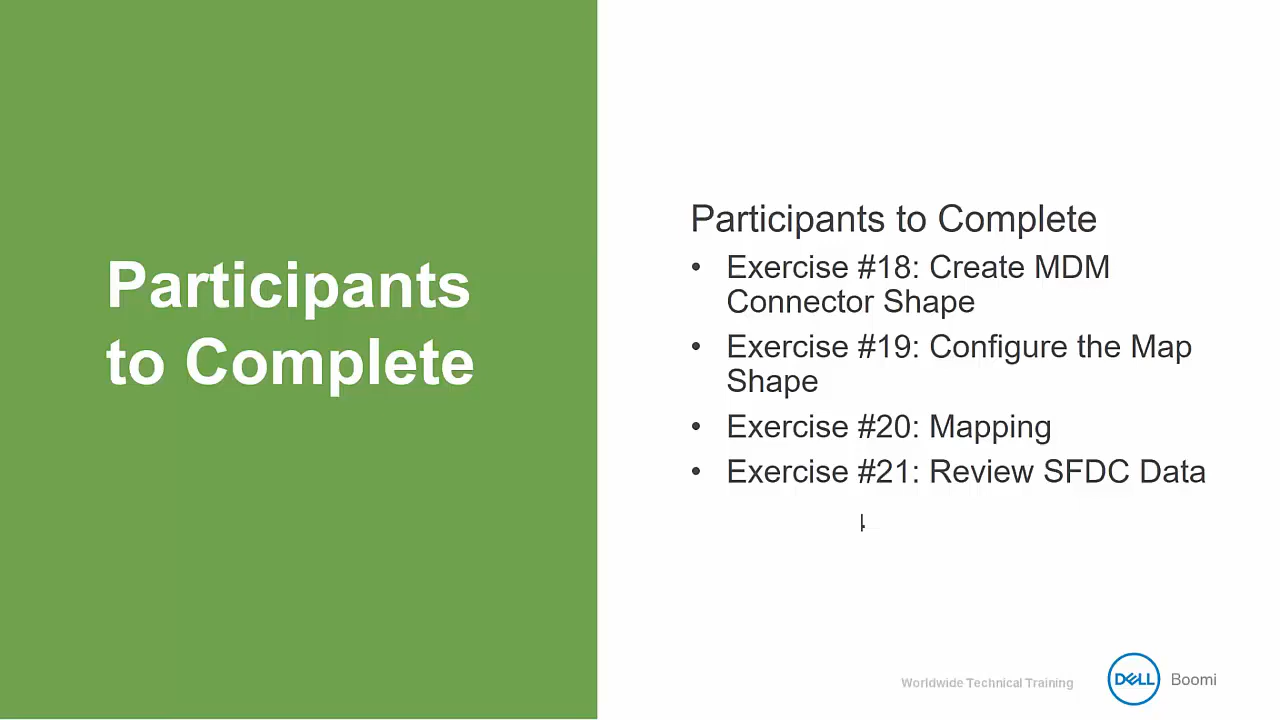 Participants
to Complete
Participants to Complete
• Exercise #18: Create MDM
Connector Shape
• Exercise #19: Configure the Map
Shape
• Exercise #20: Mapping
• Exercise #21: Review SFDC Data
Worldwide Technical Training
DELL Boomi